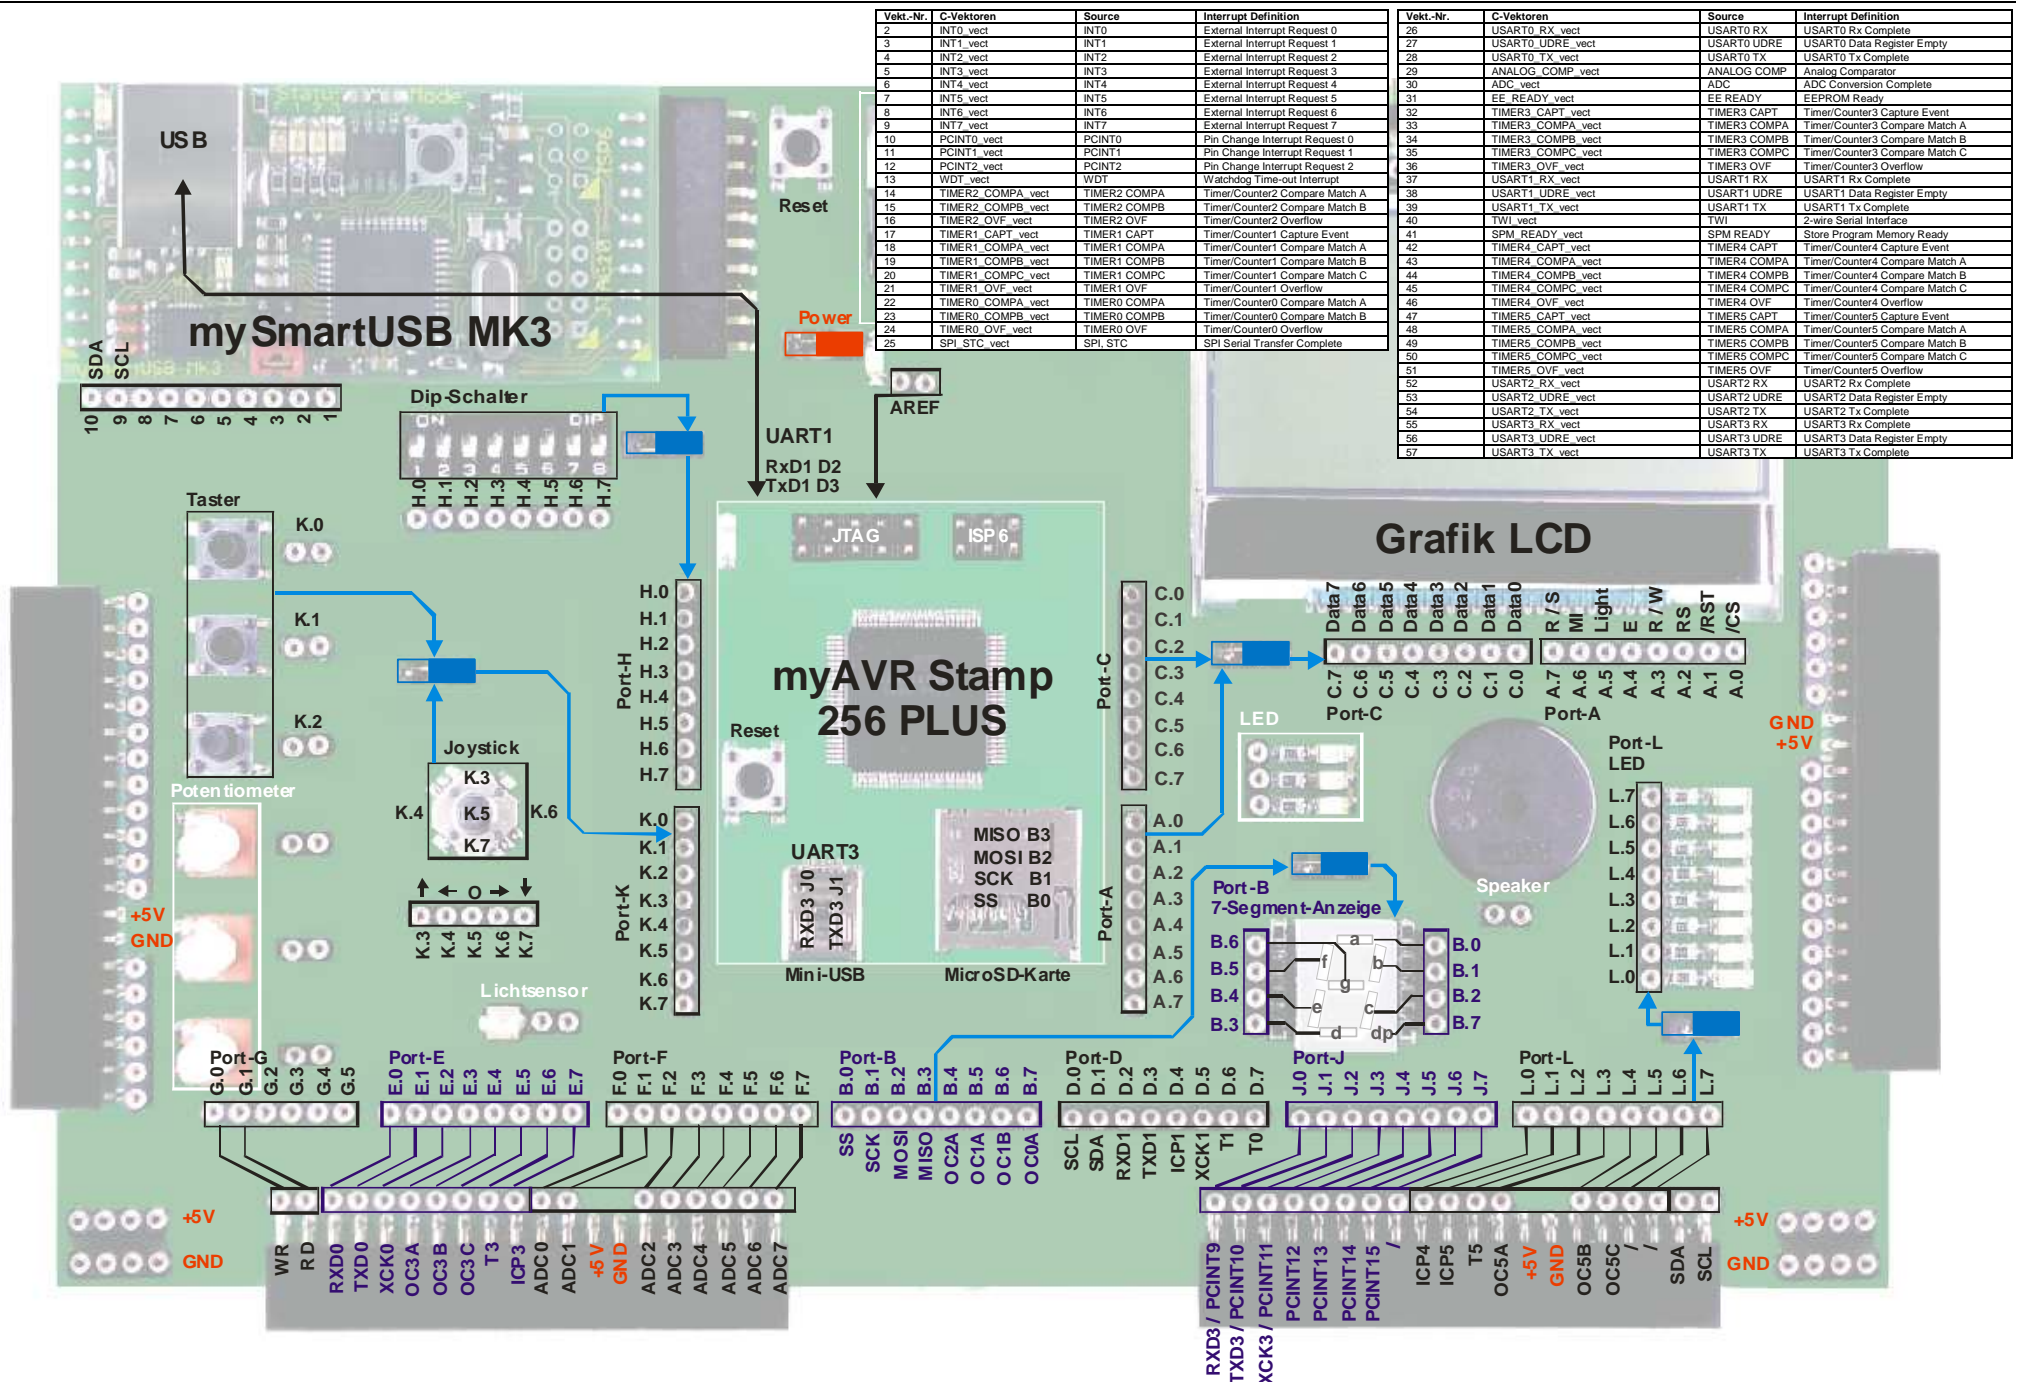 Vekt.-Nr. C-Vektoren Source Interrupt Definition
2 INT0_vect INT0 External Interrupt Request 0
3 INT1_vect INT1 External Interrupt Request 1
4 INT2_vect INT2 External Interrupt Request 2
5 INT3_vect INT3 External Interrupt Request 3
6 INT4_vect INT4 External Interrupt Request 4
7 INT5_vect INT5 External Interrupt Request 5
8 INT6_vect INT6 External Interrupt Request 6
9 INT7_vect INT7 External Interrupt Request 7
10 PCINT0_vect PCINT0 Pin Change Interrupt Request 0
11 PCINT1_vect PCINT1 Pin Change Interrupt Request 1
12 PCINT2_vect PCINT2 Pin Change Interrupt Request 2
13 WDT_vect WDT Watchdog Time-out Interrupt
14 TIMER2_COMPA_vect TIMER2 COMPA Timer/Counter2 Compare Match A
15 TIMER2_COMPB_vect TIMER2 COMPB Timer/Counter2 Compare Match B
16 TIMER2_OVF_vect TIMER2 OVF Timer/Counter2 Overflow
17 TIMER1_CAPT_vect TIMER1 CAPT Timer/Counter1 Capture Event
18 TIMER1_COMPA_vect TIMER1 COMPA Timer/Counter1 Compare Match A
19 TIMER1_COMPB_vect TIMER1 COMPB Timer/Counter1 Compare Match B
20 TIMER1_COMPC_vect TIMER1 COMPC Timer/Counter1 Compare Match C
21 TIMER1_OVF_vect TIMER1 OVF Timer/Counter1 Overflow
22 TIMER0_COMPA_vect TIMER0 COMPA Timer/Counter0 Compare Match A
23 TIMER0_COMPB_vect TIMER0 COMPB Timer/Counter0 Compare Match B
24 TIMER0_OVF_vect TIMER0 OVF Timer/Counter0 Overflow
25 SPI_STC_vect SPI, STC SPI Serial Transfer Complete
Vekt.-Nr. C-Vektoren Source Interrupt Definition
26 USART0_RX_vect USART0 RX USART0 Rx Complete
27 USART0_UDRE_vect USART0 UDRE USART0 Data Register Empty
28 USART0_TX_vect USART0 TX USART0 Tx Complete
29 ANALOG_COMP_vect ANALOG COMP Analog Comparator
30 ADC_vect ADC ADC Conversion Complete
31 EE_READY_vect EE READY EEPROM Ready
32 TIMER3_CAPT_vect TIMER3 CAPT Timer/Counter3 Capture Event
33 TIMER3_COMPA_vect TIMER3 COMPA Timer/Counter3 Compare Match A
34 TIMER3_COMPB_vect TIMER3 COMPB Timer/Counter3 Compare Match B
35 TIMER3_COMPC_vect TIMER3 COMPC Timer/Counter3 Compare Match C
36 TIMER3_OVF_vect TIMER3 OVF Timer/Counter3 Overflow
37 USART1_RX_vect USART1 RX USART1 Rx Complete
38 USART1_UDRE_vect USART1 UDRE USART1 Data Register Empty
39 USART1_TX_vect USART1 TX USART1 Tx Complete
40 TWI_vect TWI 2-wire Serial Interface
41 SPM_READY_vect SPM READY Store Program Memory Ready
42 TIMER4_CAPT_vect TIMER4 CAPT Timer/Counter4 Capture Event
43 TIMER4_COMPA_vect TIMER4 COMPA Timer/Counter4 Compare Match A
44 TIMER4_COMPB_vect TIMER4 COMPB Timer/Counter4 Compare Match B
45 TIMER4_COMPC_vect TIMER4 COMPC Timer/Counter4 Compare Match C
46 TIMER4_OVF_vect TIMER4 OVF Timer/Counter4 Overflow
47 TIMER5_CAPT_vect TIMER5 CAPT Timer/Counter5 Capture Event
48 TIMER5_COMPA_vect TIMER5 COMPA Timer/Counter5 Compare Match A
49 TIMER5_COMPB_vect TIMER5 COMPB Timer/Counter5 Compare Match B
50 TIMER5_COMPC_vect TIMER5 COMPC Timer/Counter5 Compare Match C
51 TIMER5_OVF_vect TIMER5 OVF Timer/Counter5 Overflow
52 USART2_RX_vect USART2 RX USART2 Rx Complete
53 USART2_UDRE_vect USART2 UDRE USART2 Data Register Empty
54 USART2_TX_vect USART2 TX USART2 Tx Complete
55 USART3_RX_vect USART3 RX USART3 Rx Complete
56 USART3_UDRE_vect USART3 UDRE USART3 Data Register Empty
57 USART3_TX_vect USART3 TX USART3 Tx Complete
Status Mode
USB
ISP6
Reset
Power
mySmartUSB MK3
SDA SCL
10 9 8 7 6 5 4 3 2 1
Dip-Schalter
ON DIP
1 2 3 4 5 6 7 8
H.0 H.1 H.2 H.3 H.4 H.5 H.6 H.7
AREF
UART1
RxD1 D2
TxD1 D3
Taster
K.0
K.1
K.2
JTAG
ISP6
Grafik LCD
Port-H
H.0
H.1
H.2
H.3
H.4
H.5
H.6
H.7
myAVR Stamp
256 PLUS
Reset
Port-C
C.0
C.1
C.2
C.3
C.4
C.5
C.6
C.7
Data7 Data6 Data5 Data4 Data3 Data2 Data1 Data0
C.7 C.6 C.5 C.4 C.3 C.2 C.1 C.0
Port-C
R / S MI Light E R / W RS /RST /CS
A.7 A.6 A.5 A.4 A.3 A.2 A.1 A.0
Port-A
GND
+5V
LED
Port-L
LED
L.7
L.6
L.5
L.4
L.3
L.2
L.1
L.0
Speaker
Joystick
K.3
K.4 K.5 K.6
K.7
O
K.3 K.4 K.5 K.6 K.7
Potentiometer
+5V
GND
Lichtsensor
Port-K
K.0
K.1
K.2
K.3
K.4
K.5
K.6
K.7
UART3
RXD3 J0
TXD3 J1
Mini-USB
MISO B3
MOSI B2
SCK B1
SS B0
MicroSD-Karte
Port-A
A.0
A.1
A.2
A.3
A.4
A.5
A.6
A.7
Port-B
7-Segment-Anzeige
B.6 a B.0
B.5 f b B.1
g
B.4 e c B.2
B.3 d dp B.7
Port-G
G.0 G.1 G.2 G.3 G.4 G.5
Port-E
E.0 E.1 E.2 E.3 E.4 E.5 E.6 E.7
Port-F
F.0 F.1 F.2 F.3 F.4 F.5 F.6 F.7
Port-B
B.0 B.1 B.2 B.3 B.4 B.5 B.6 B.7
SS SCK MOSI MISO OC2A OC1A OC1B OC0A
Port-D
D.0 D.1 D.2 D.3 D.4 D.5 D.6 D.7
SCL SDA RXD1 TXD1 ICP1 XCK1 T1 T0
Port-J
J.0 J.1 J.2 J.3 J.4 J.5 J.6 J.7
Port-L
L.0 L.1 L.2 L.3 L.4 L.5 L.6 L.7
+5V
GND
WR RD RXD0 TXD0 XCK0 OC3A OC3B OC3C T3 ICP3 ADC0 ADC1 +5V GND ADC2 ADC3 ADC4 ADC5 ADC6 ADC7
RXD3 / PCINT9 TXD3 / PCINT10 XCK3 / PCINT11 PCINT12 PCINT13 PCINT14 PCINT15 / ICP4 ICP5 T5 OC5A +5V GND OC5B OC5C / / SDA SCL
+5V
GND